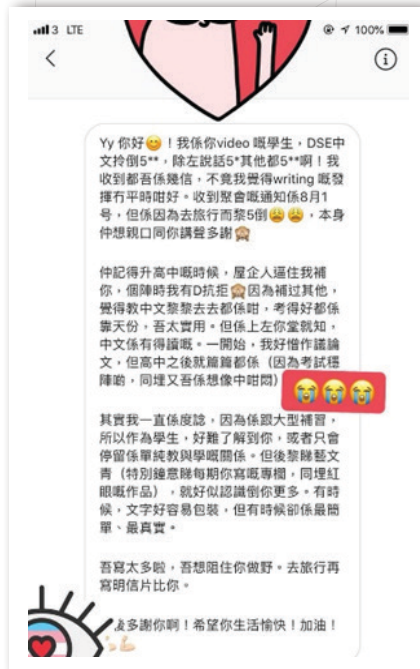 3 LTE
100%
Yy 你好😊！我係你video 嘅學生，DSE中
文拎倒5**，除左說話5*其他都5**啊！我
收到都吾係幾信，不竟我覺得writing 嘅發
揮冇平時咁好。收到聚會嘅通知係8月1
號，但係因為去旅行而黎5倒😩😩，本身
仲想親口同你講聲多謝🙊
仲記得升高中嘅時候，屋企人逼住我補
你，個陣時我有D抗拒🙈因為補過其他，
覺得教中文黎黎去去都係咁，考得好都係
靠天份，吾太實用。但係上左你堂就知，
中文係有得讀嘅。一開始，我好憎作議論
文，但高中之後就篇篇都係（因為考試穩
陣啲，同埋又吾係想像中咁悶）
😭😭😭
其實我一直係度諗，因為係跟大型補習，
所以作為學生，好難了解到你，或者只會
停留係單純教與學嘅關係。但後黎睇藝文
青（特別鐘意睇每期你寫嘅專欄，同埋紅
眼嘅作品），就好似認識倒你更多。有時
候，文字好容易包裝，但有時候卻係最簡
單、最真實。
吾寫太多啦，吾想阻住你做野。去旅行再
寫明信片比你。
後多謝你啊！希望你生活愉快！加油！
💪🏻💪🏻